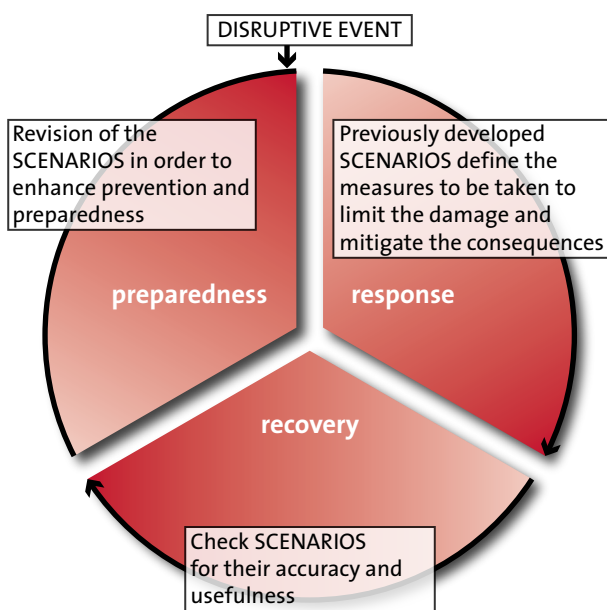 DISRUPTIVE EVENT
Revision of the
SCENARIOS in order to
enhance prevention and
preparedness
Previously developed
SCENARIOS define the
measures to be taken to
limit the damage and
mitigate the consequences
preparedness
response
recovery
Check SCENARIOS
for their accuracy and
usefulness